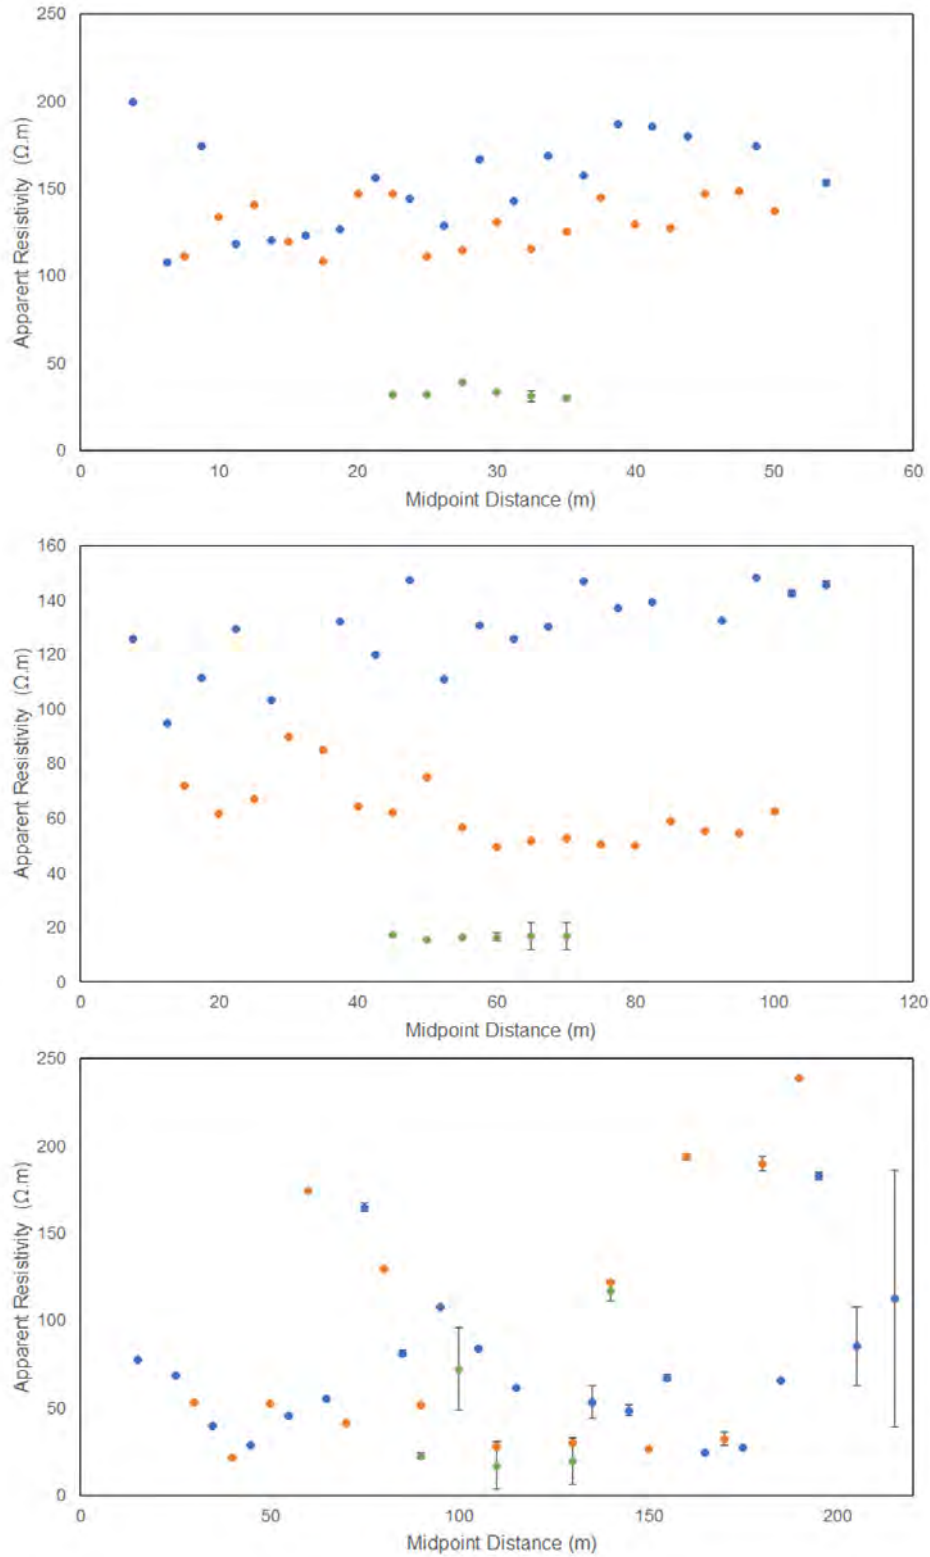 250
200
150
100
50
0
Apparent Resistivity (Ω.m)
0 10 20 30 40 50 60
Midpoint Distance (m)
160
140
120
100
80
60
40
20
0
Apparent Resistivity (Ω.m)
0 20 40 60 80 100 120
Midpoint Distance (m)
250
200
150
100
50
0
Apparent Resistivity (Ω.m)
0 50 100 150 200
Midpoint Distance (m)